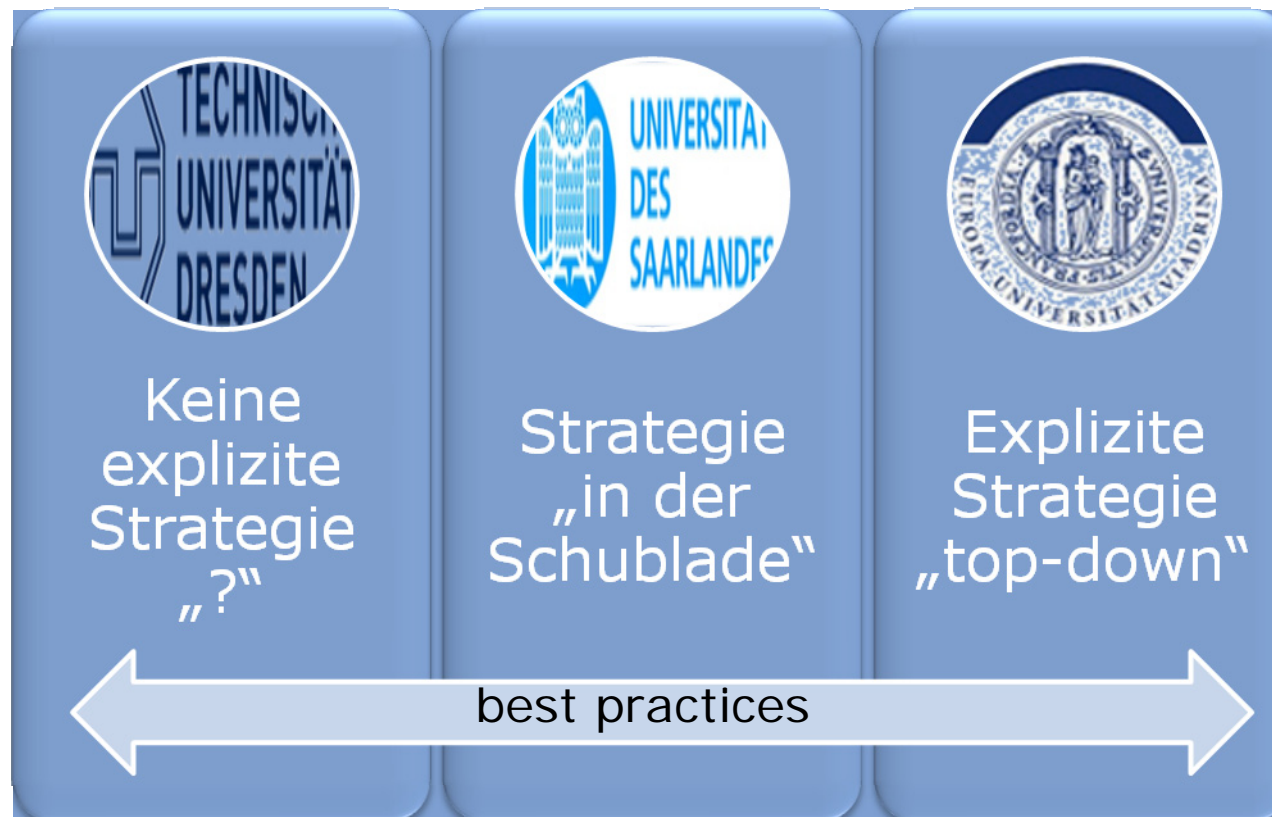 TECHNISCH
UNIVERSITÄT
DRESDEN
Keine
explizite
Strategie
„?“
UNIVERSITA
DES
SAARLANDES
Strategie
„in der
Schublade“
EUROPA UNIVERSITÄT VIADRINA
Explizite
Strategie
„top-down“
best practices